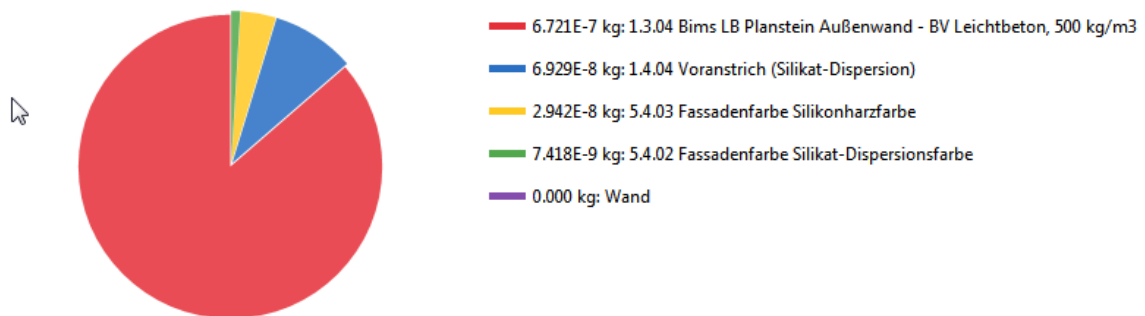 6.721E-7 kg: 1.3.04 Bims LB Planstein Außenwand - BV Leichtbeton, 500 kg/m3
6.929E-8 kg: 1.4.04 Voranstrich (Silikat-Dispersion)
2.942E-8 kg: 5.4.03 Fassadenfarbe Silikonharzfarbe
7.418E-9 kg: 5.4.02 Fassadenfarbe Silikat-Dispersionsfarbe
0.000 kg: Wand